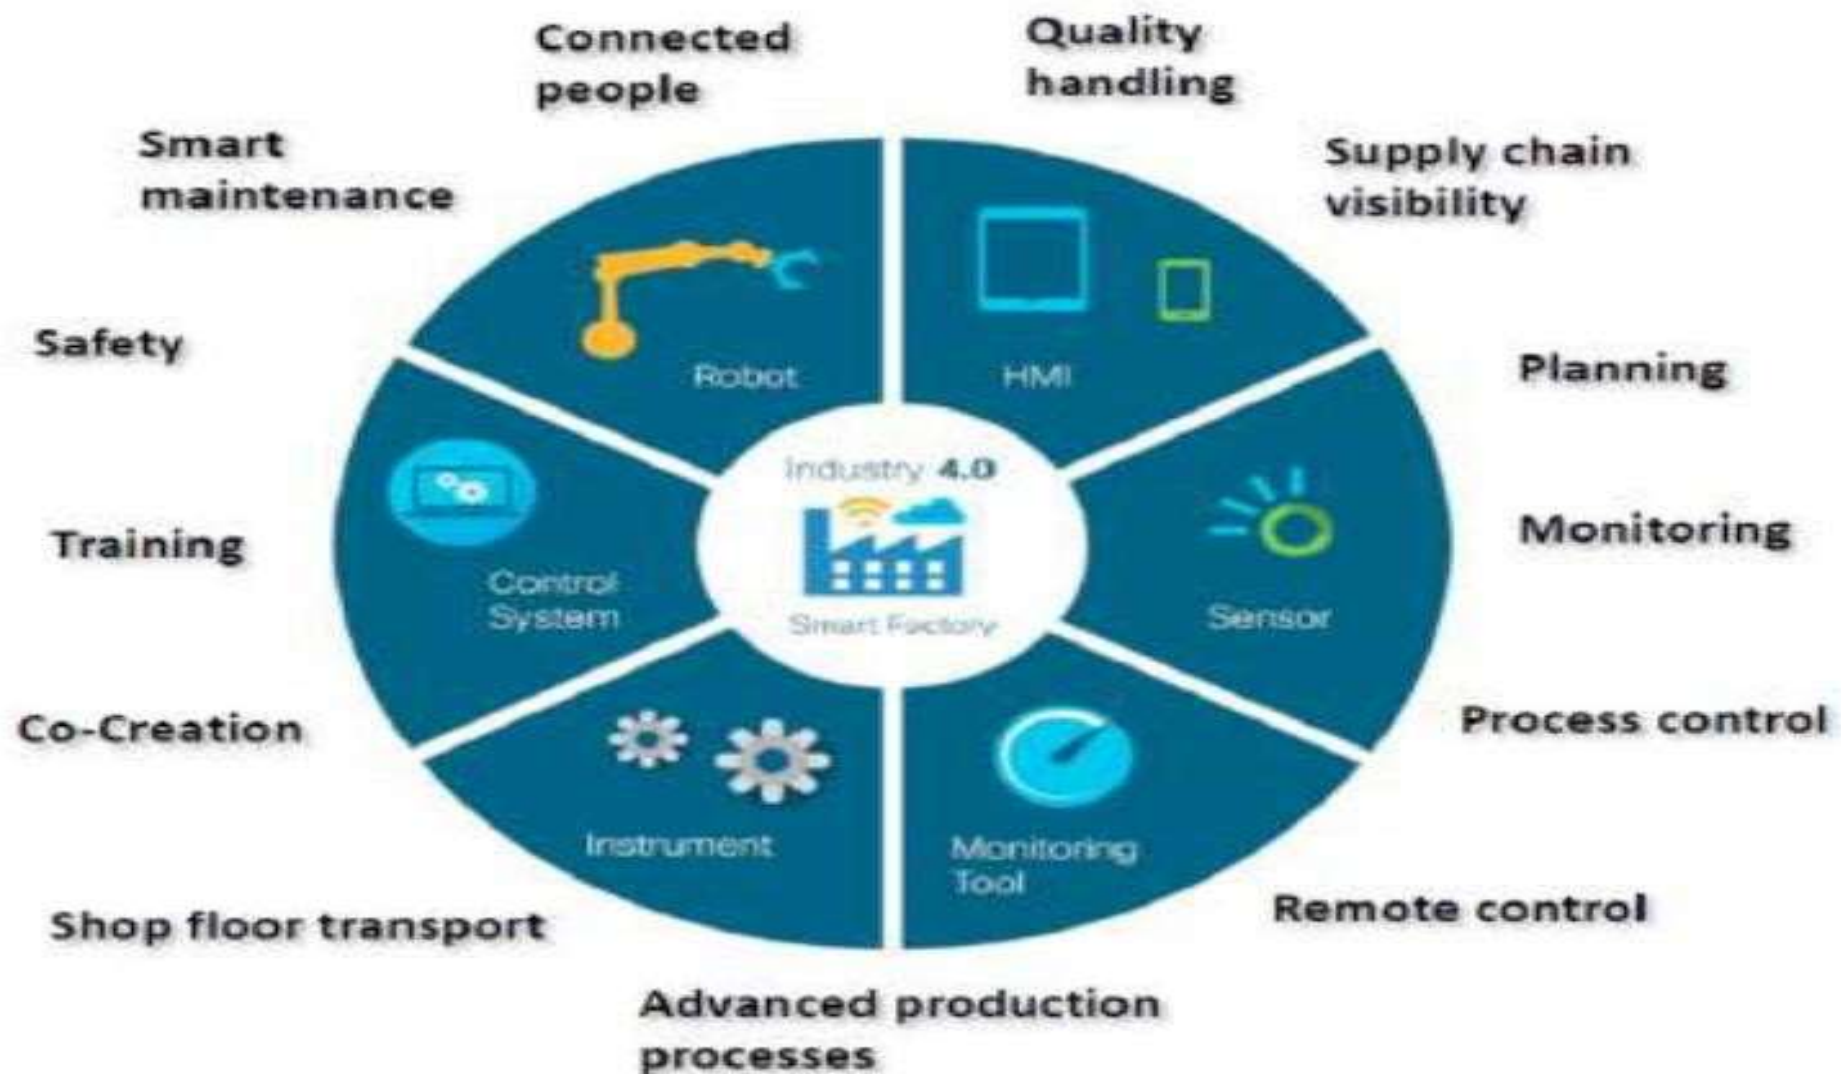 Connected
people
Quality
handling
Smart
maintenance
Supply chain
visibility
Safety
Planning
Robot
HMI
Industry 4.0
Smart Factory
Training
Monitoring
Control
System
Sensor
Co-Creation
Process control
Instrument
Monitoring
Tool
Shop floor transport
Remote control
Advanced production
processes